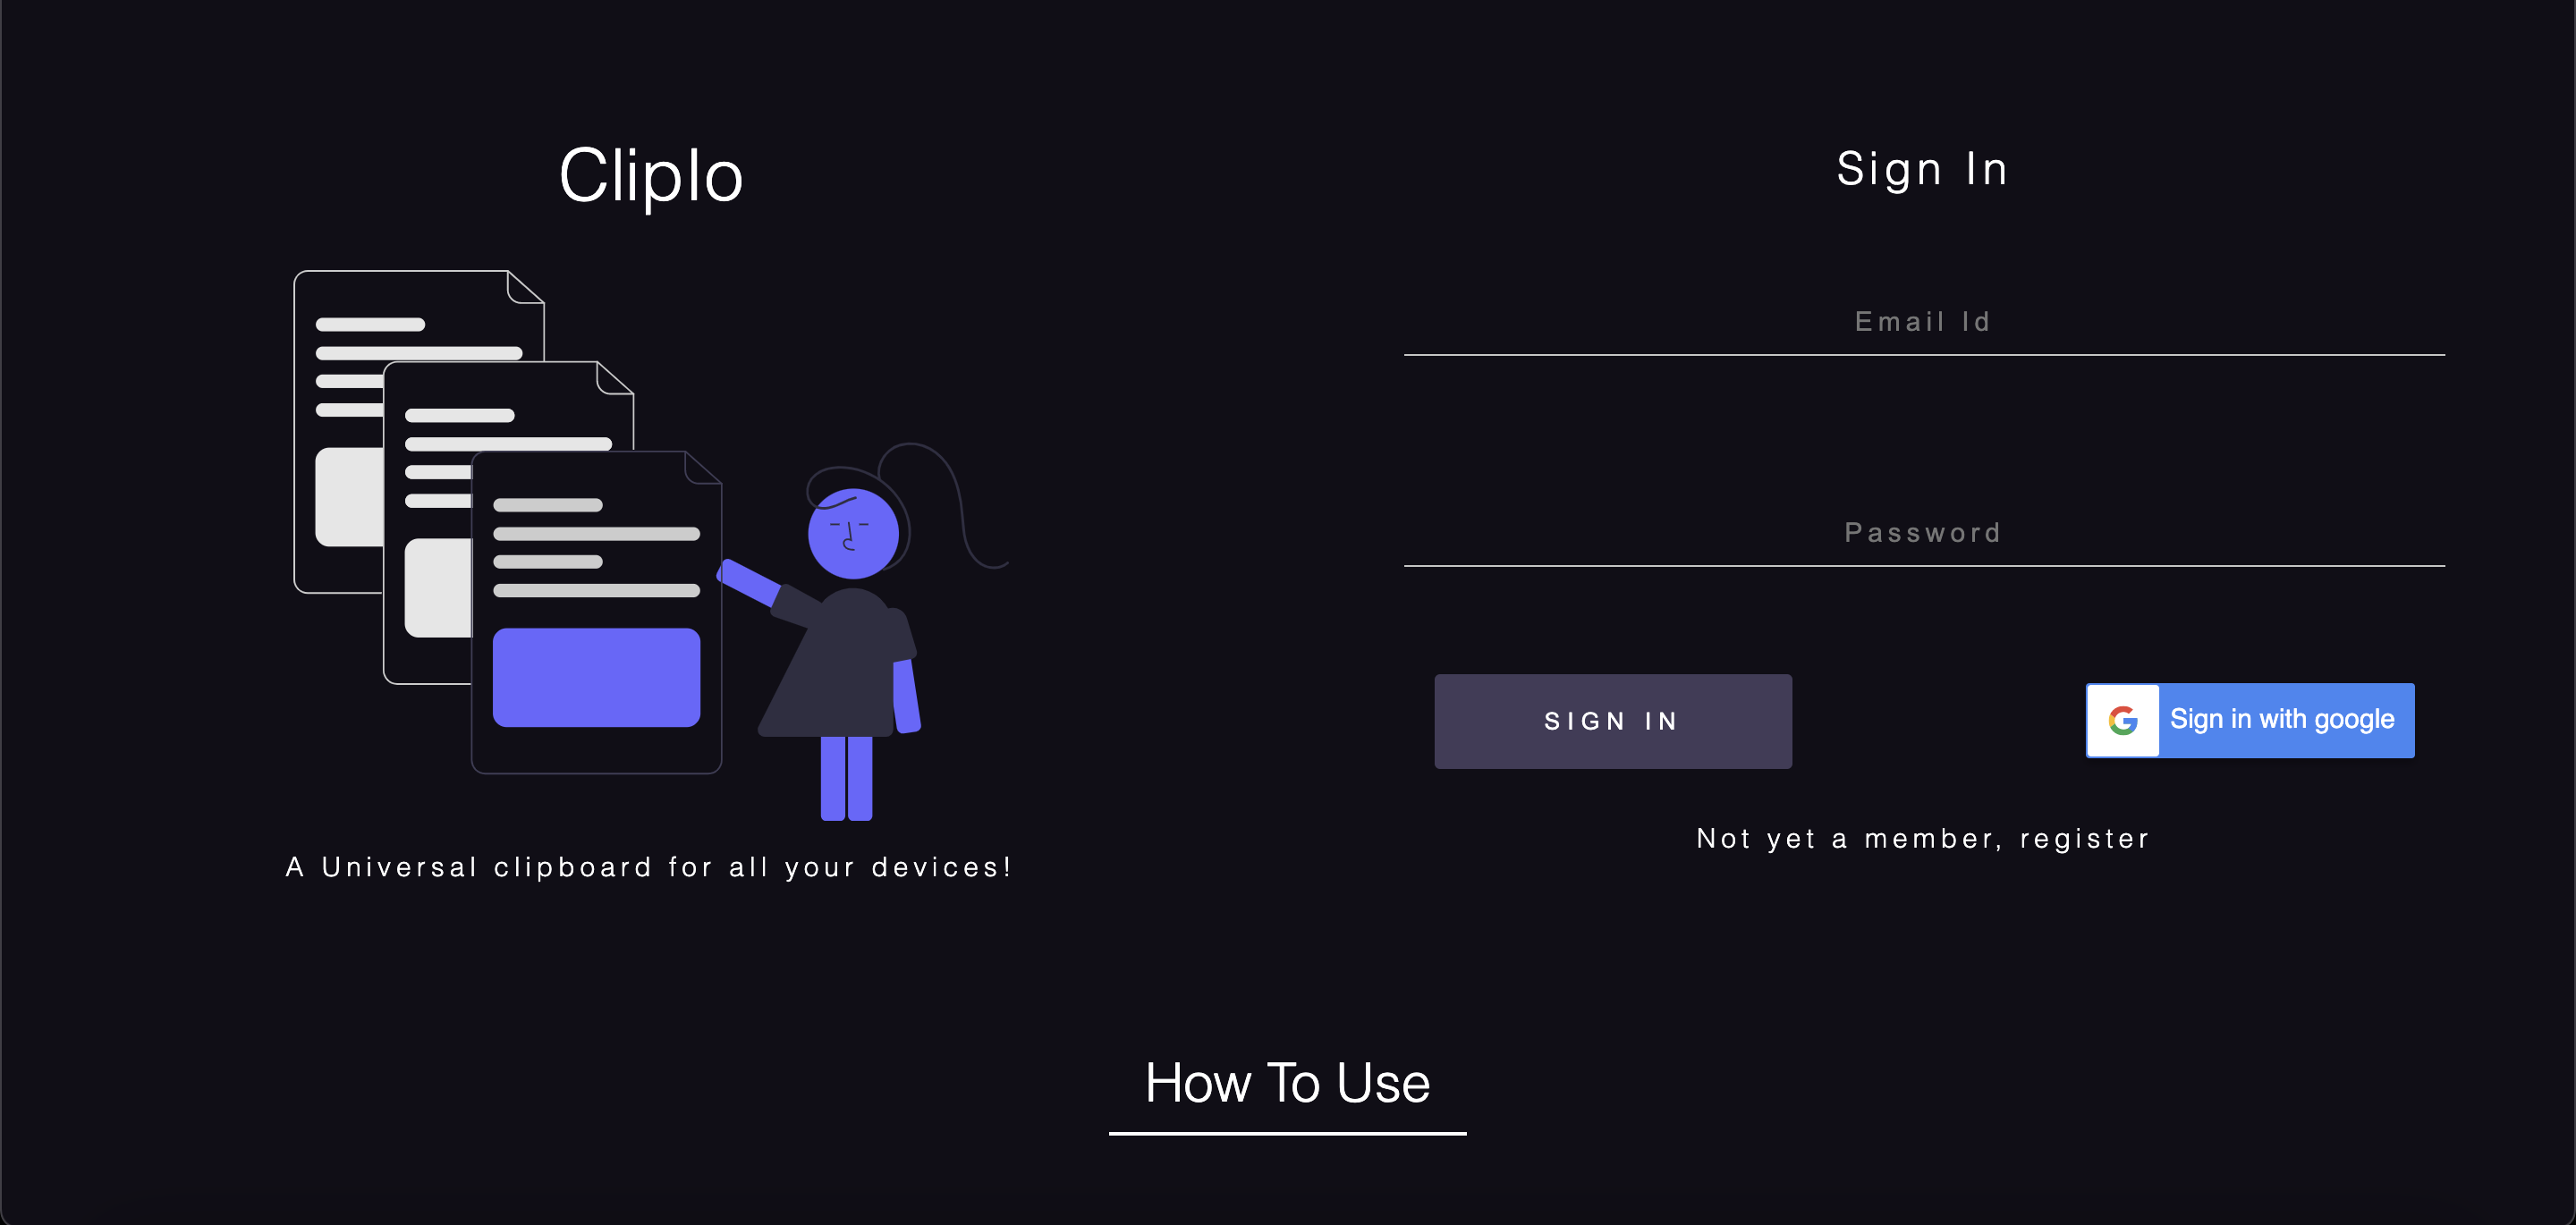 Cliplo
A Universal clipboard for all your devices!
Sign In
Email Id
Password
SIGN IN
Sign in with google
Not yet a member, register
How To Use